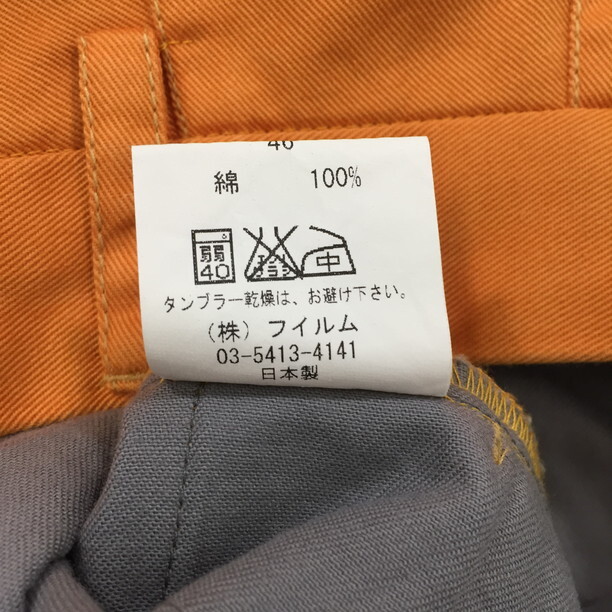 46
綿 100%
弱
40
中
タンブラー乾燥は、お避け下さい。
(株) フイルム
03-5413-4141
日本製